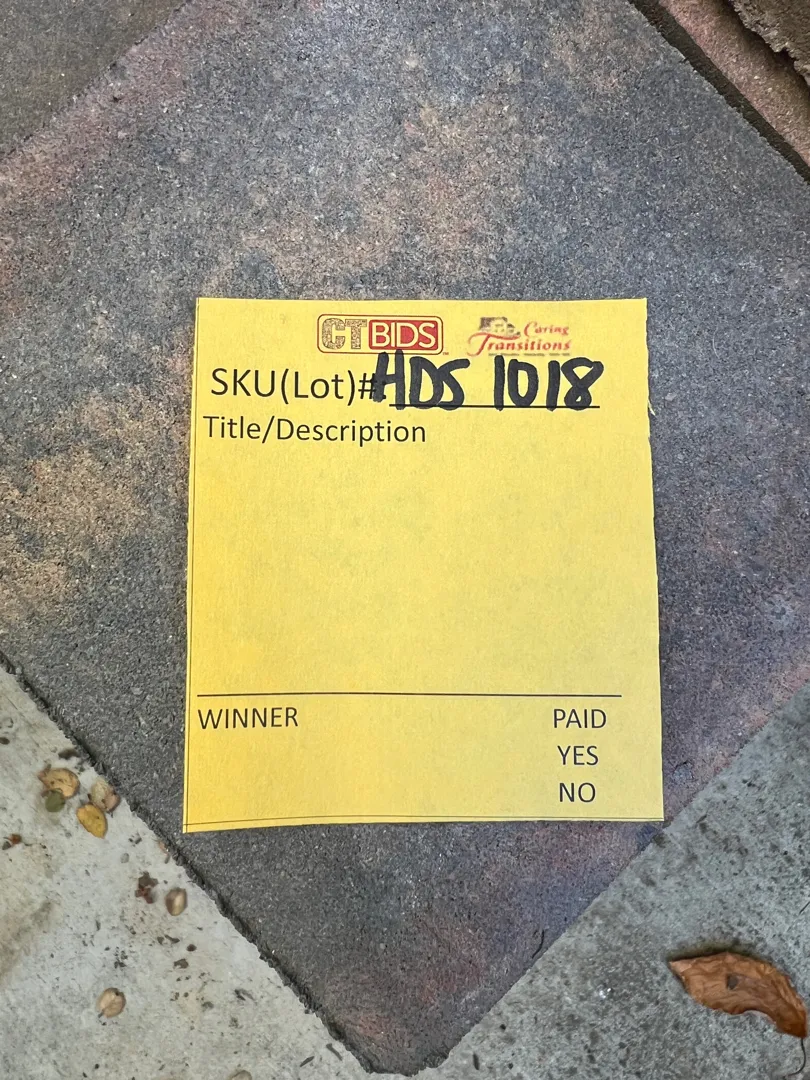 CTBIDS
Caring
Transitions
SKU(Lot)# HDS 1018
Title/Description
WINNER
PAID
YES
NO